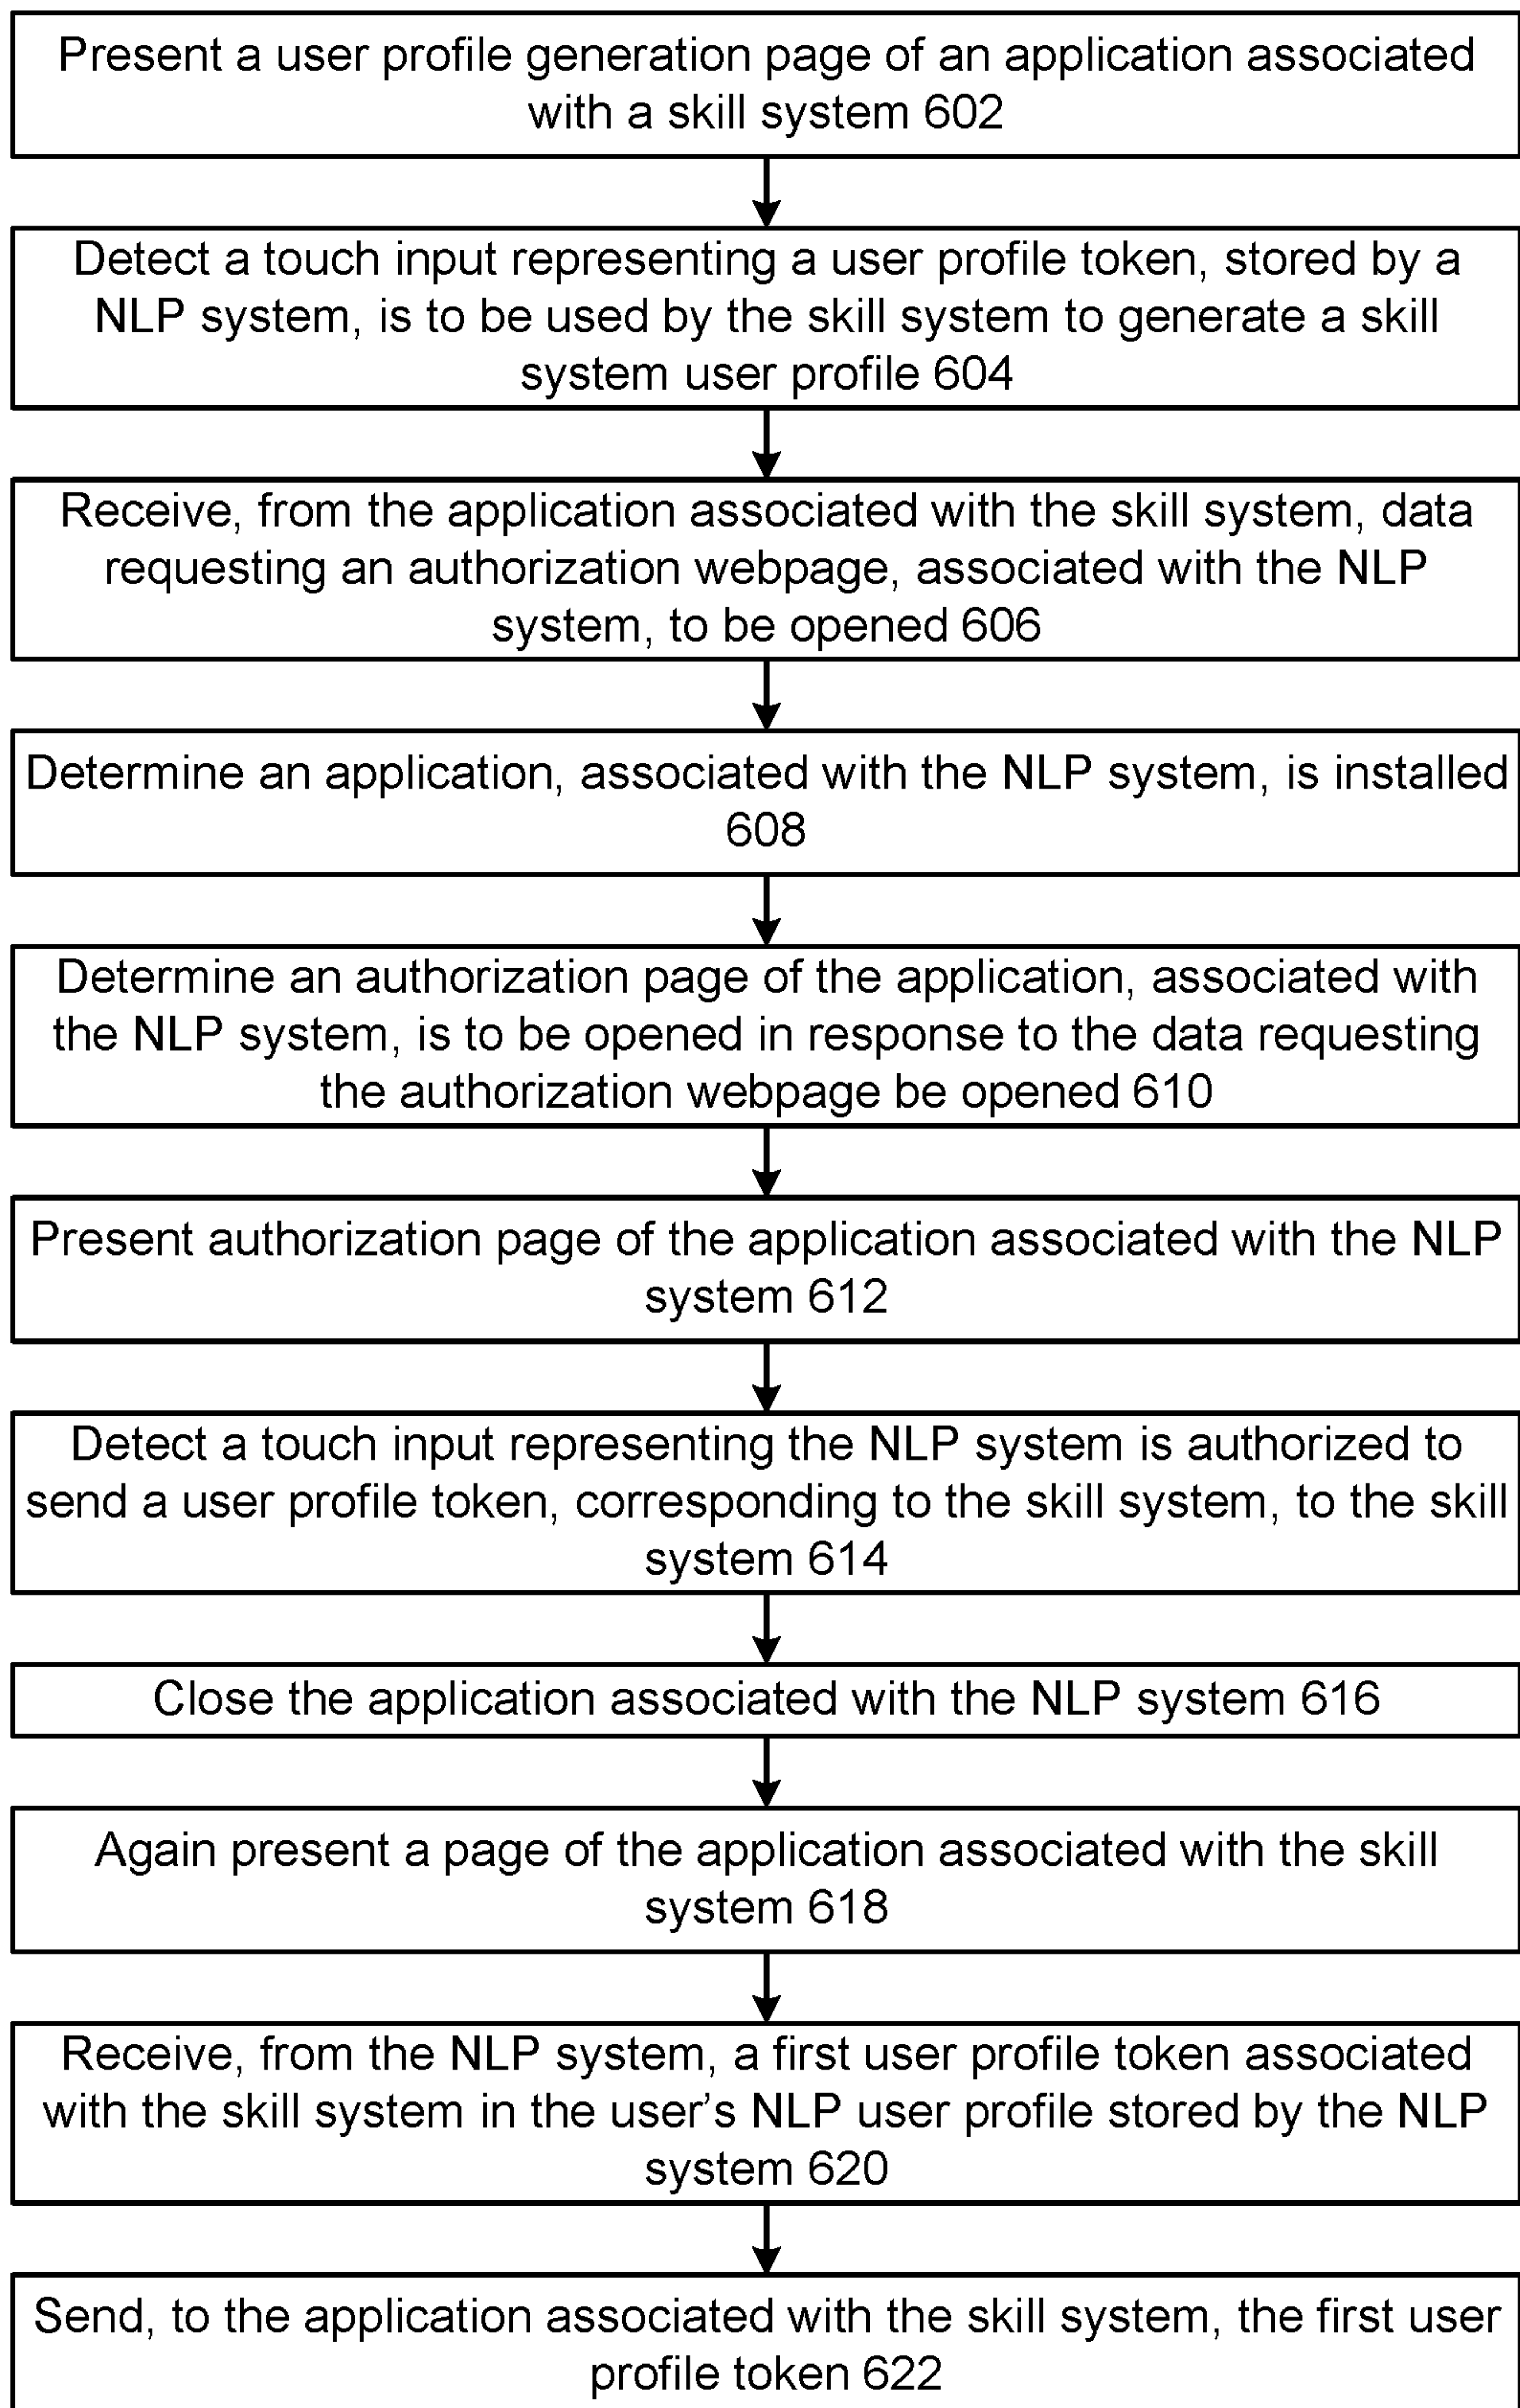 Present a user profile generation page of an application associated
with a skill system 602
Detect a touch input representing a user profile token, stored by a
NLP system, is to be used by the skill system to generate a skill
system user profile 604
Receive, from the application associated with the skill system, data
requesting an authorization webpage, associated with the NLP
system, to be opened 606
Determine an application, associated with the NLP system, is installed
608
Determine an authorization page of the application, associated with
the NLP system, is to be opened in response to the data requesting
the authorization webpage be opened 610
Present authorization page of the application associated with the NLP
system 612
Detect a touch input representing the NLP system is authorized to
send a user profile token, corresponding to the skill system, to the skill
system 614
Close the application associated with the NLP system 616
Again present a page of the application associated with the skill
system 618
Receive, from the NLP system, a first user profile token associated
with the skill system in the user’s NLP user profile stored by the NLP
system 620
Send, to the application associated with the skill system, the first user
profile token 622